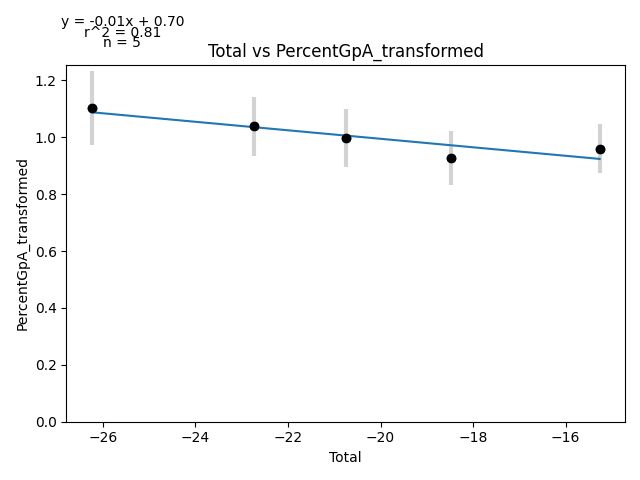 y = -0.01x + 0.70
r^2 = 0.81
n = 5
Total vs PercentGpA_transformed
PercentGpA_transformed
1.2
1.0
0.8
0.6
0.4
0.2
0.0
−26
−24
−22
−20
−18
−16
Total